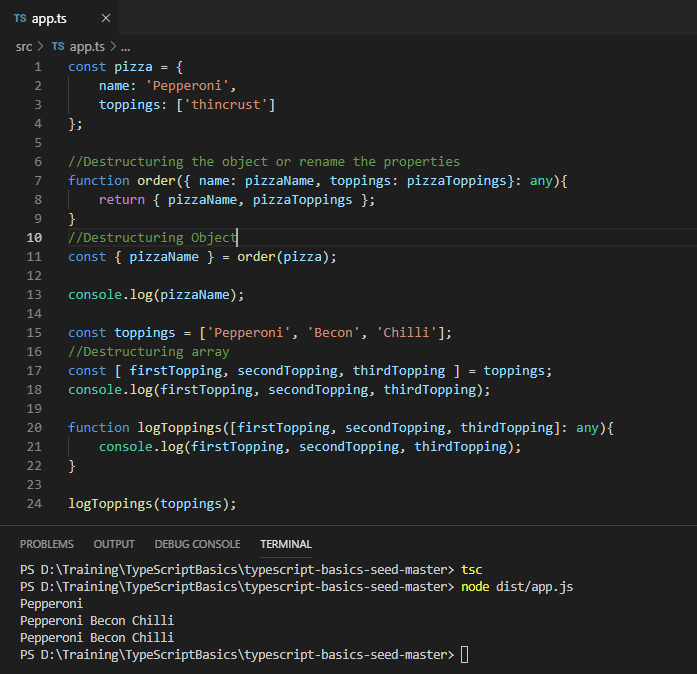 TS app.ts ×
src > TS app.ts > ...
1 const pizza = {
2 name: 'Pepperoni',
3 toppings: ['thincrust']
4 };
5
6 //Destructuring the object or rename the properties
7 function order({ name: pizzaName, toppings: pizzaToppings}: any){
8 return { pizzaName, pizzaToppings };
9 }
10 //Destructuring Object
11 const { pizzaName } = order(pizza);
12
13 console.log(pizzaName);
14
15 const toppings = ['Pepperoni', 'Becon', 'Chilli'];
16 //Destructuring array
17 const [ firstTopping, secondTopping, thirdTopping ] = toppings;
18 console.log(firstTopping, secondTopping, thirdTopping);
19
20 function logToppings([firstTopping, secondTopping, thirdTopping]: any){
21 console.log(firstTopping, secondTopping, thirdTopping);
22 }
23
24 logToppings(toppings);
PROBLEMS OUTPUT DEBUG CONSOLE TERMINAL
PS D:\Training\TypeScriptBasics\typescript-basics-seed-master> tsc
PS D:\Training\TypeScriptBasics\typescript-basics-seed-master> node dist/app.js
Pepperoni
Pepperoni Becon Chilli
Pepperoni Becon Chilli
PS D:\Training\TypeScriptBasics\typescript-basics-seed-master>